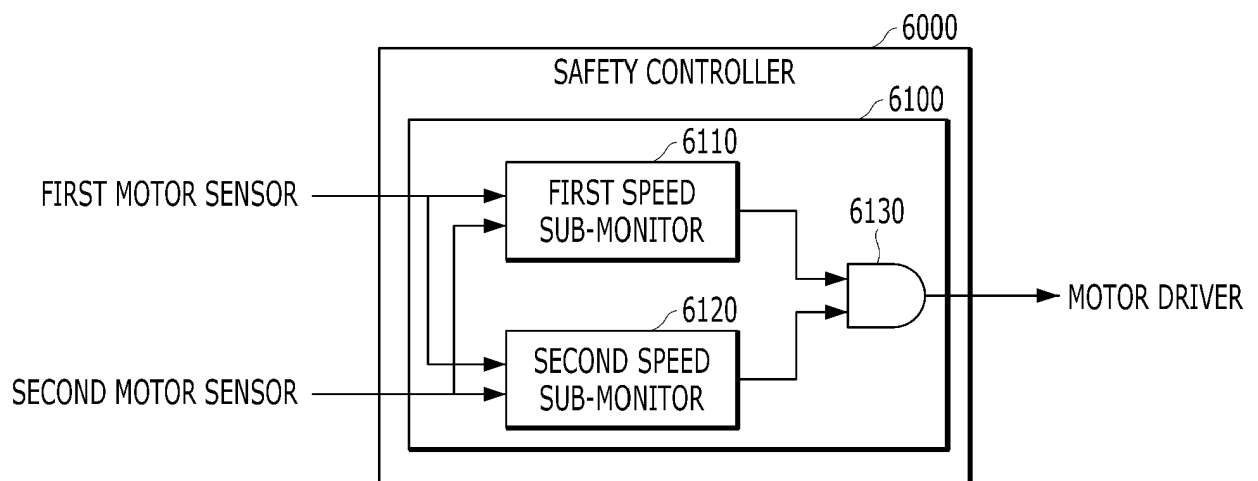 6000
SAFETY CONTROLLER
6100
6110
FIRST MOTOR SENSOR
FIRST SPEED
SUB-MONITOR
6130
MOTOR DRIVER
6120
SECOND MOTOR SENSOR
SECOND SPEED
SUB-MONITOR